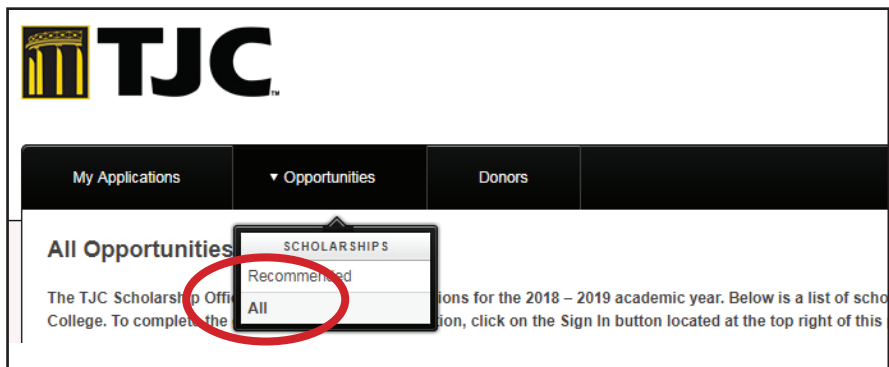 TJC™
My Applications ▾ Opportunities Donors
All Opportunities
SCHOLARSHIPS
Recommended
All
The TJC Scholarship Offi ions for the 2018 – 2019 academic year. Below is a list of scho
College. To complete the tion, click on the Sign In button located at the top right of this